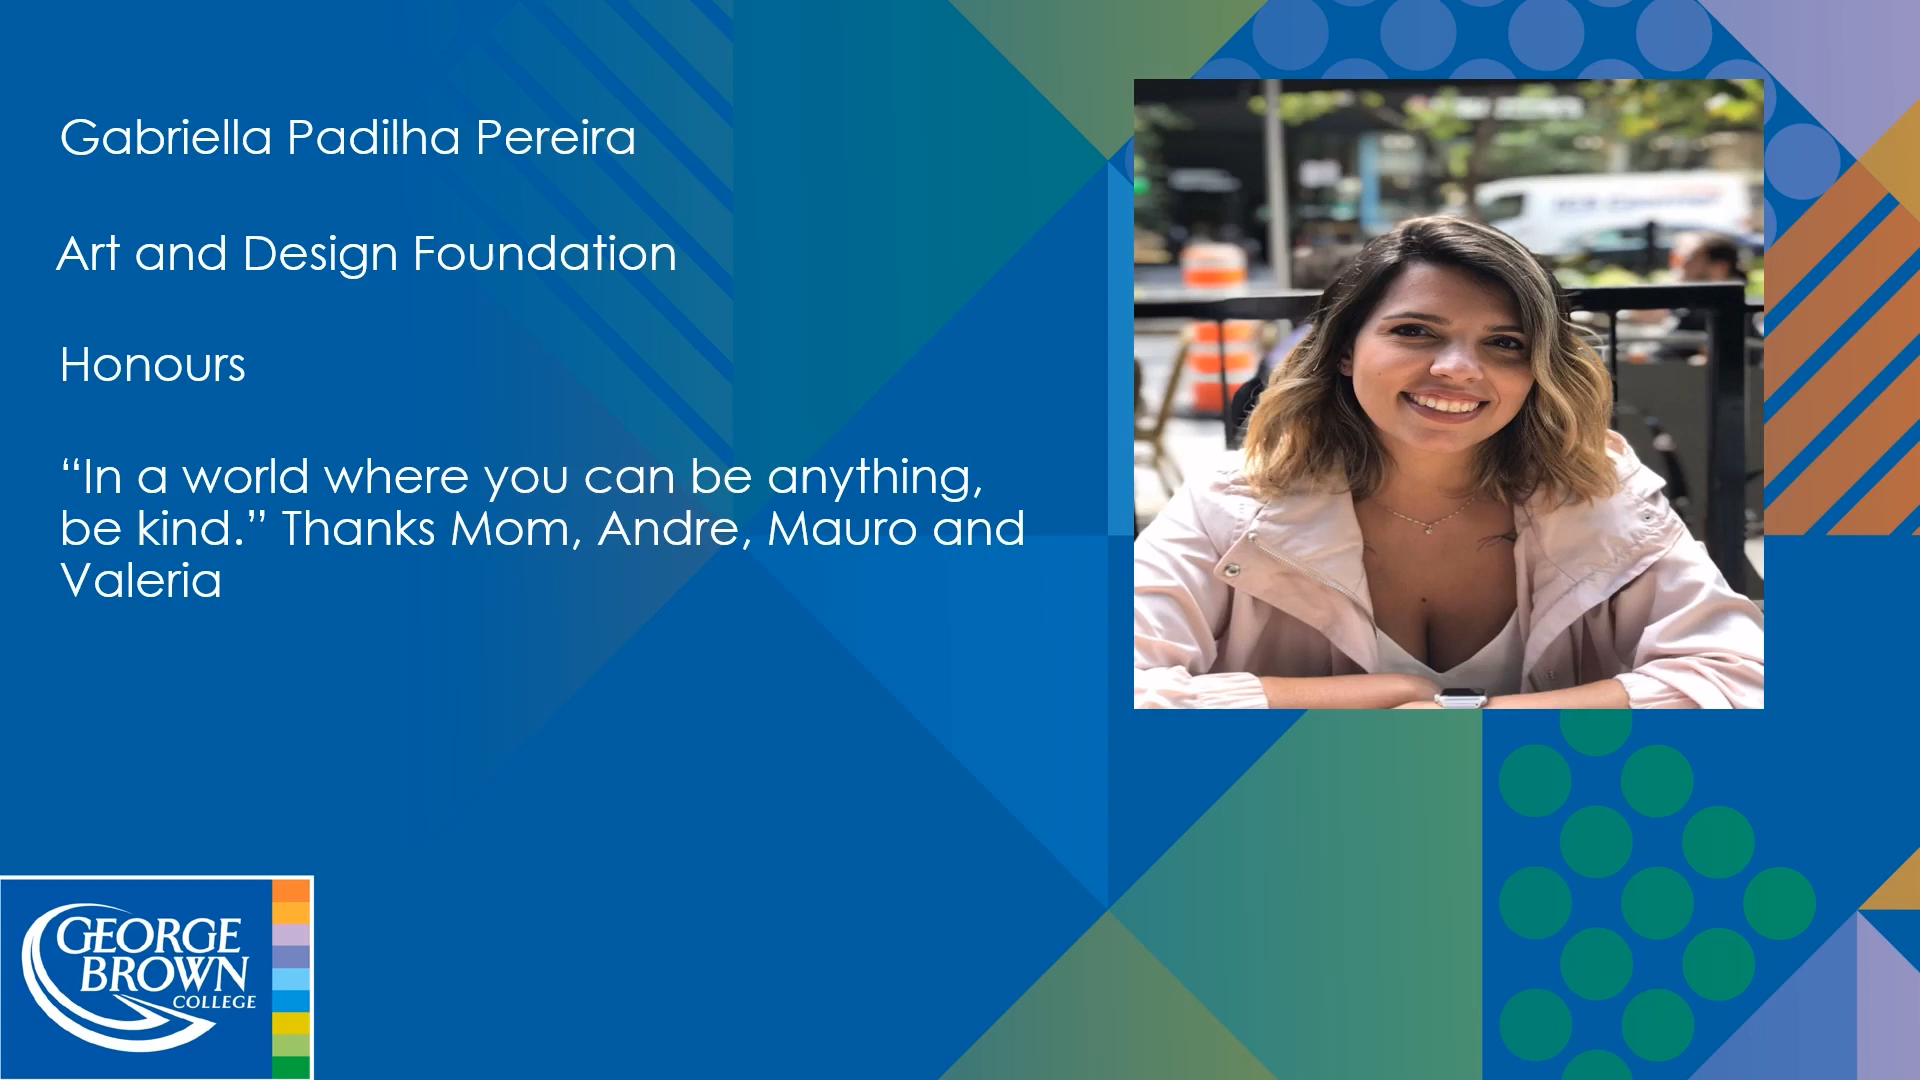 Gabriella Padilha Pereira
Art and Design Foundation
Honours
“In a world where you can be anything,
be kind.” Thanks Mom, Andre, Mauro and
Valeria
GEORGE
BROWN
COLLEGE